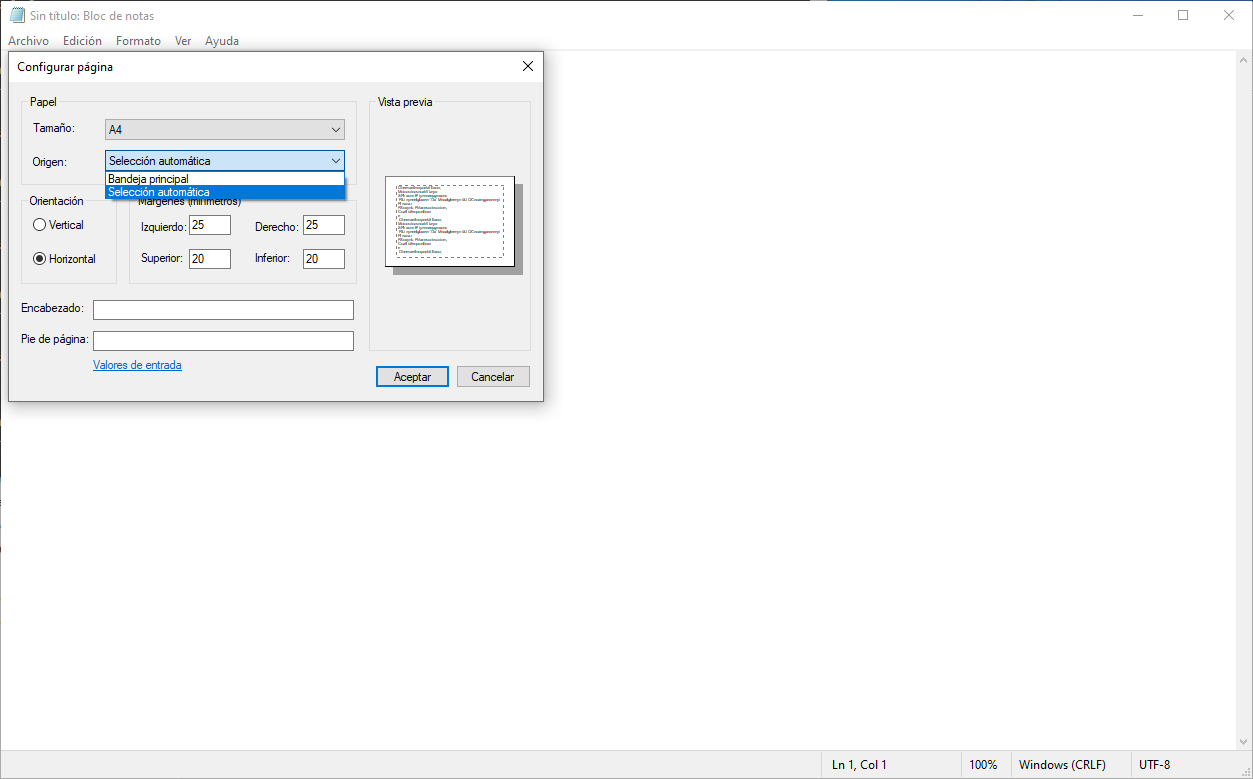 Sin título: Bloc de notas
Archivo Edición Formato Ver Ayuda
Configurar página
Papel
Tamaño: A4
Origen: Selección automática
Bandeja principal
Selección automática
Orientación
Vertical
Horizontal
Márgenes (milímetros)
Izquierdo: 25 Derecho: 25
Superior: 20 Inferior: 20
Encabezado:
Pie de página:
Valores de entrada
Vista previa
Aceptar Cancelar
Ln 1, Col 1 100% Windows (CRLF) UTF-8